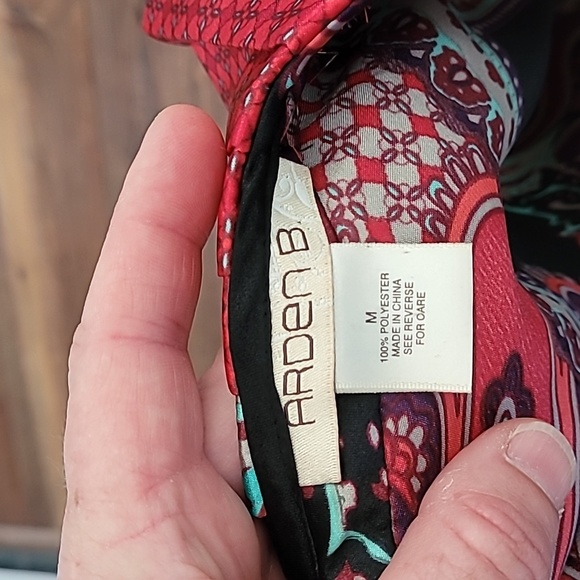 ARDEN B.
M
100% POLYESTER
MADE IN CHINA
SEE REVERSE
FOR CARE